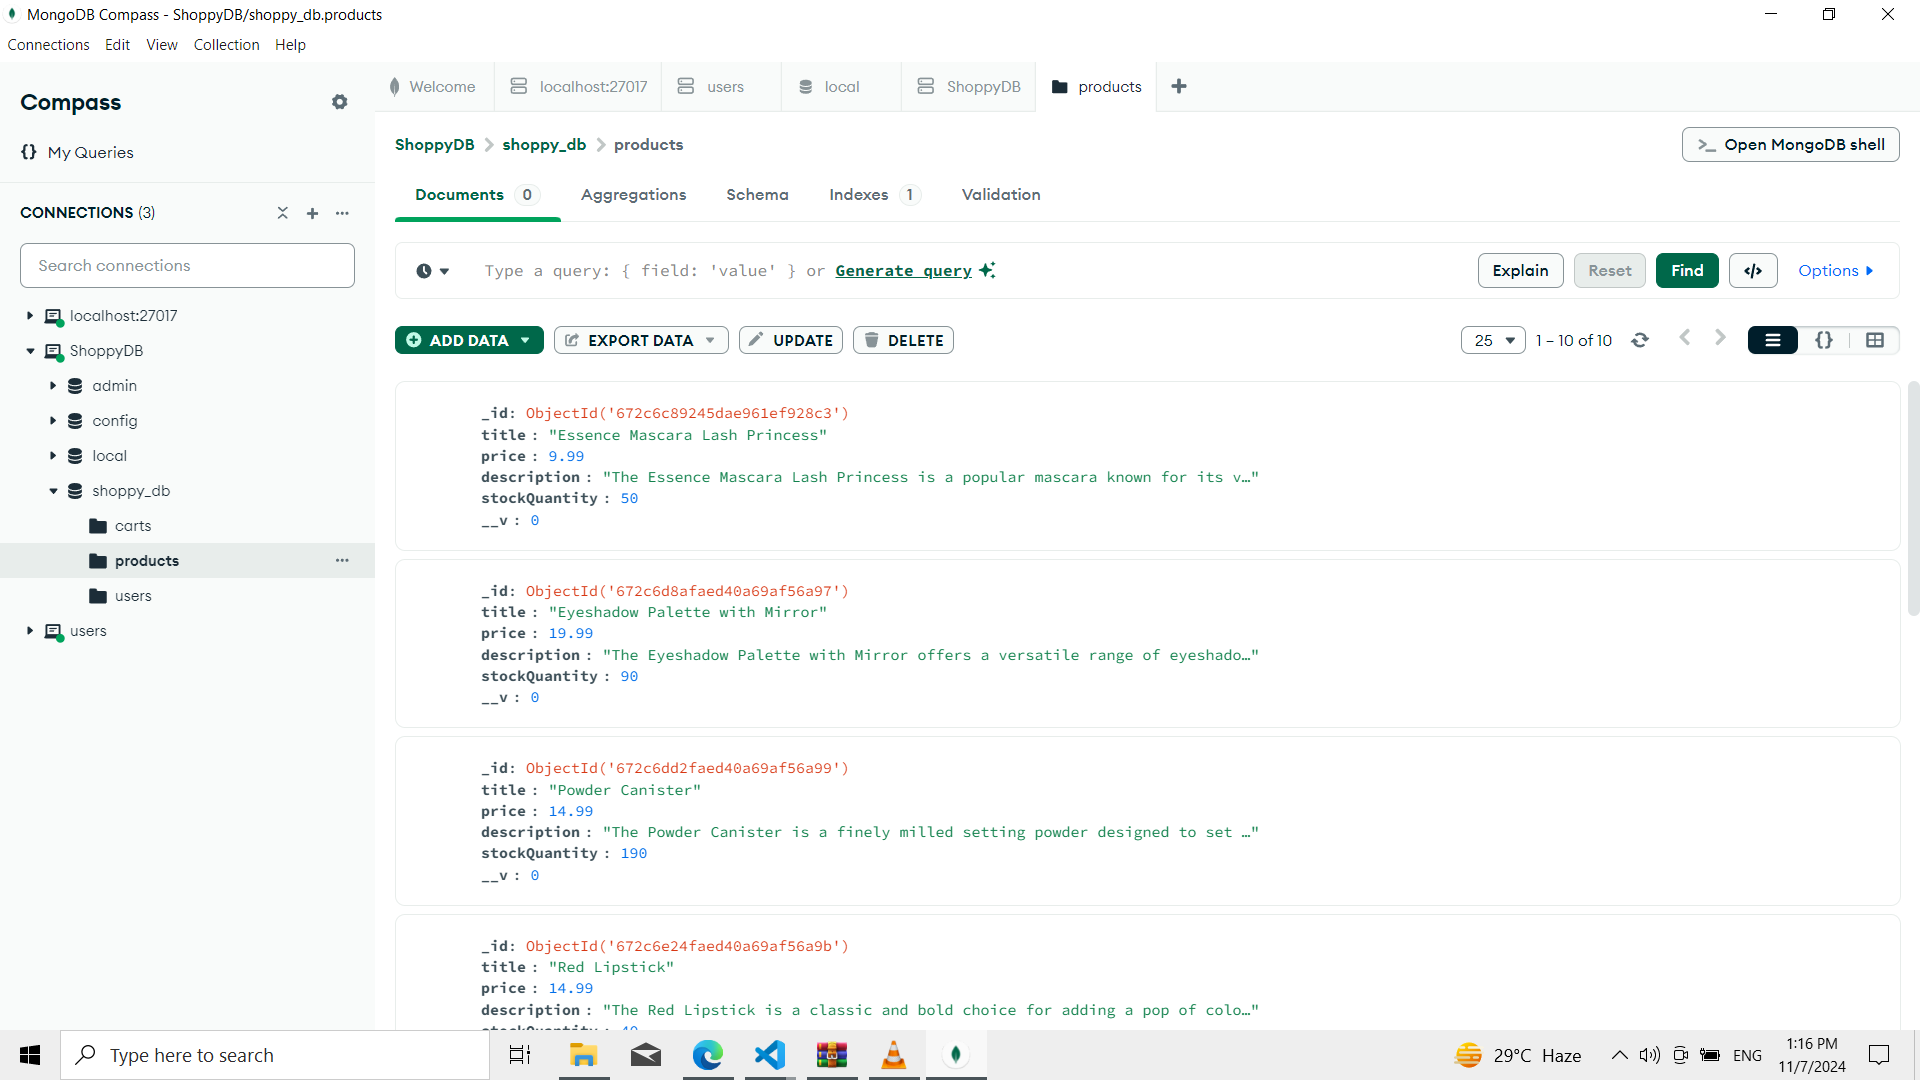 MongoDB Compass - ShoppyDB/shoppy_db.products
Connections Edit View Collection Help
Compass
{} My Queries
CONNECTIONS (3)
Search connections
localhost:27017
ShoppyDB
admin
config
local
shoppy_db
carts
products
users
users
Welcome localhost:27017 users local ShoppyDB products
ShoppyDB > shoppy_db > products
>_ Open MongoDB shell
Documents 0 Aggregations Schema Indexes 1 Validation
Type a query: { field: 'value' } or Generate query
Explain Reset Find </> Options
ADD DATA EXPORT DATA UPDATE DELETE
25 1 – 10 of 10 {}
_id: ObjectId('672c6c89245dae961ef928c3')
title : "Essence Mascara Lash Princess"
price : 9.99
description : "The Essence Mascara Lash Princess is a popular mascara known for its v…"
stockQuantity : 50
__v : 0
_id: ObjectId('672c6d8afaed40a69af56a97')
title : "Eyeshadow Palette with Mirror"
price : 19.99
description : "The Eyeshadow Palette with Mirror offers a versatile range of eyeshado…"
stockQuantity : 90
__v : 0
_id: ObjectId('672c6dd2faed40a69af56a99')
title : "Powder Canister"
price : 14.99
description : "The Powder Canister is a finely milled setting powder designed to set …"
stockQuantity : 190
__v : 0
_id: ObjectId('672c6e24faed40a69af56a9b')
title : "Red Lipstick"
price : 14.99
description : "The Red Lipstick is a classic and bold choice for adding a pop of colo…"
stockQuantity : 40
Type here to search
29°C Haze
ENG
1:16 PM
11/7/2024